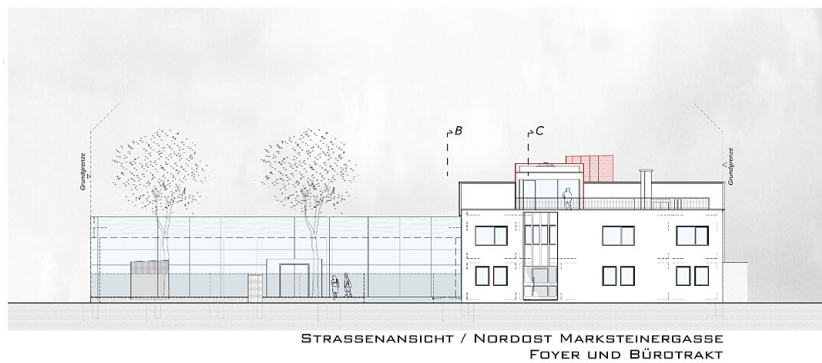 B
C
Grundgrenze
Grundgrenze
STRASSENANSICHT / NORDOST MARKSTEINERGASSE
FOYER UND BÜROTRAKT